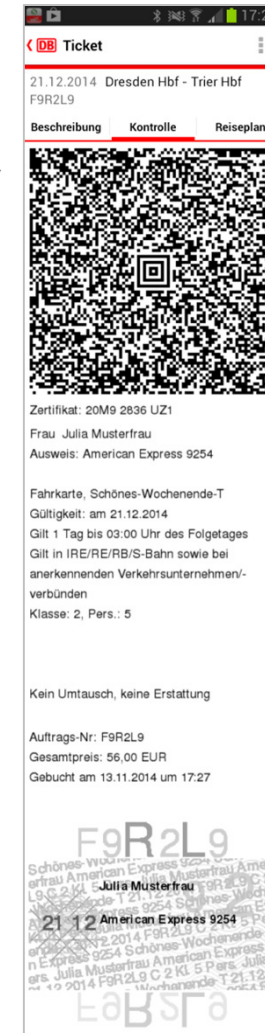 17:2
DB Ticket
21.12.2014 Dresden Hbf - Trier Hbf
F9R2L9
Beschreibung Kontrolle Reiseplan
Zertifikat: 20M9 2836 UZ1
Frau Julia Musterfrau
Ausweis: American Express 9254
Fahrkarte, Schönes-Wochenende-T
Gültigkeit: am 21.12.2014
Gilt 1 Tag bis 03:00 Uhr des Folgetages
Gilt in IRE/RE/RB/S-Bahn sowie bei
anerkennenden Verkehrsunternehmen/-
verbünden
Klasse: 2, Pers.: 5
Kein Umtausch, keine Erstattung
Auftrags-Nr: F9R2L9
Gesamtpreis: 56,00 EUR
Gebucht am 13.11.2014 um 17:27
F9R2L9
Julia Musterfrau
21 12 American Express 9254
F9R2L9